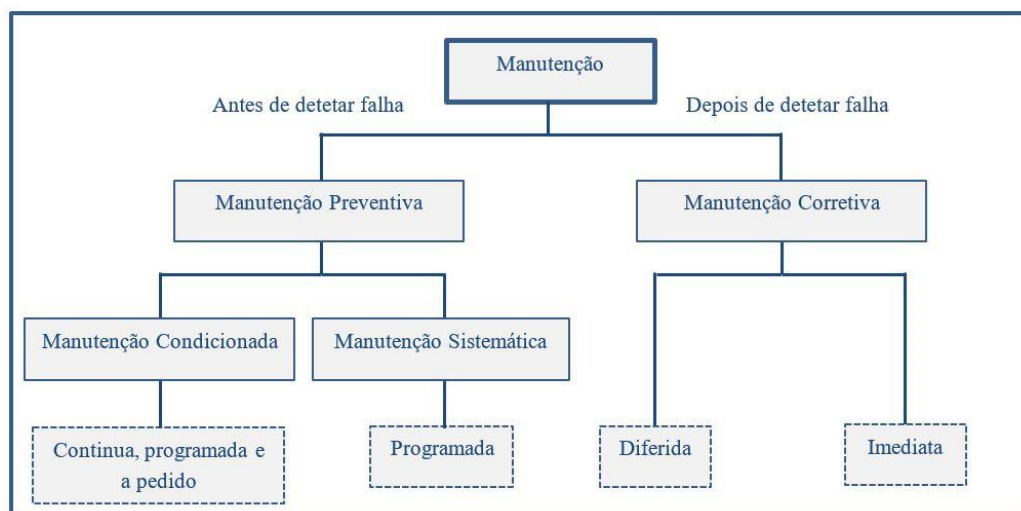 Manutenção
Antes de detetar falha
Depois de detetar falha
Manutenção Preventiva
Manutenção Corretiva
Manutenção Condicionada
Manutenção Sistemática
Continua, programada e
a pedido
Programada
Diferida
Imediata